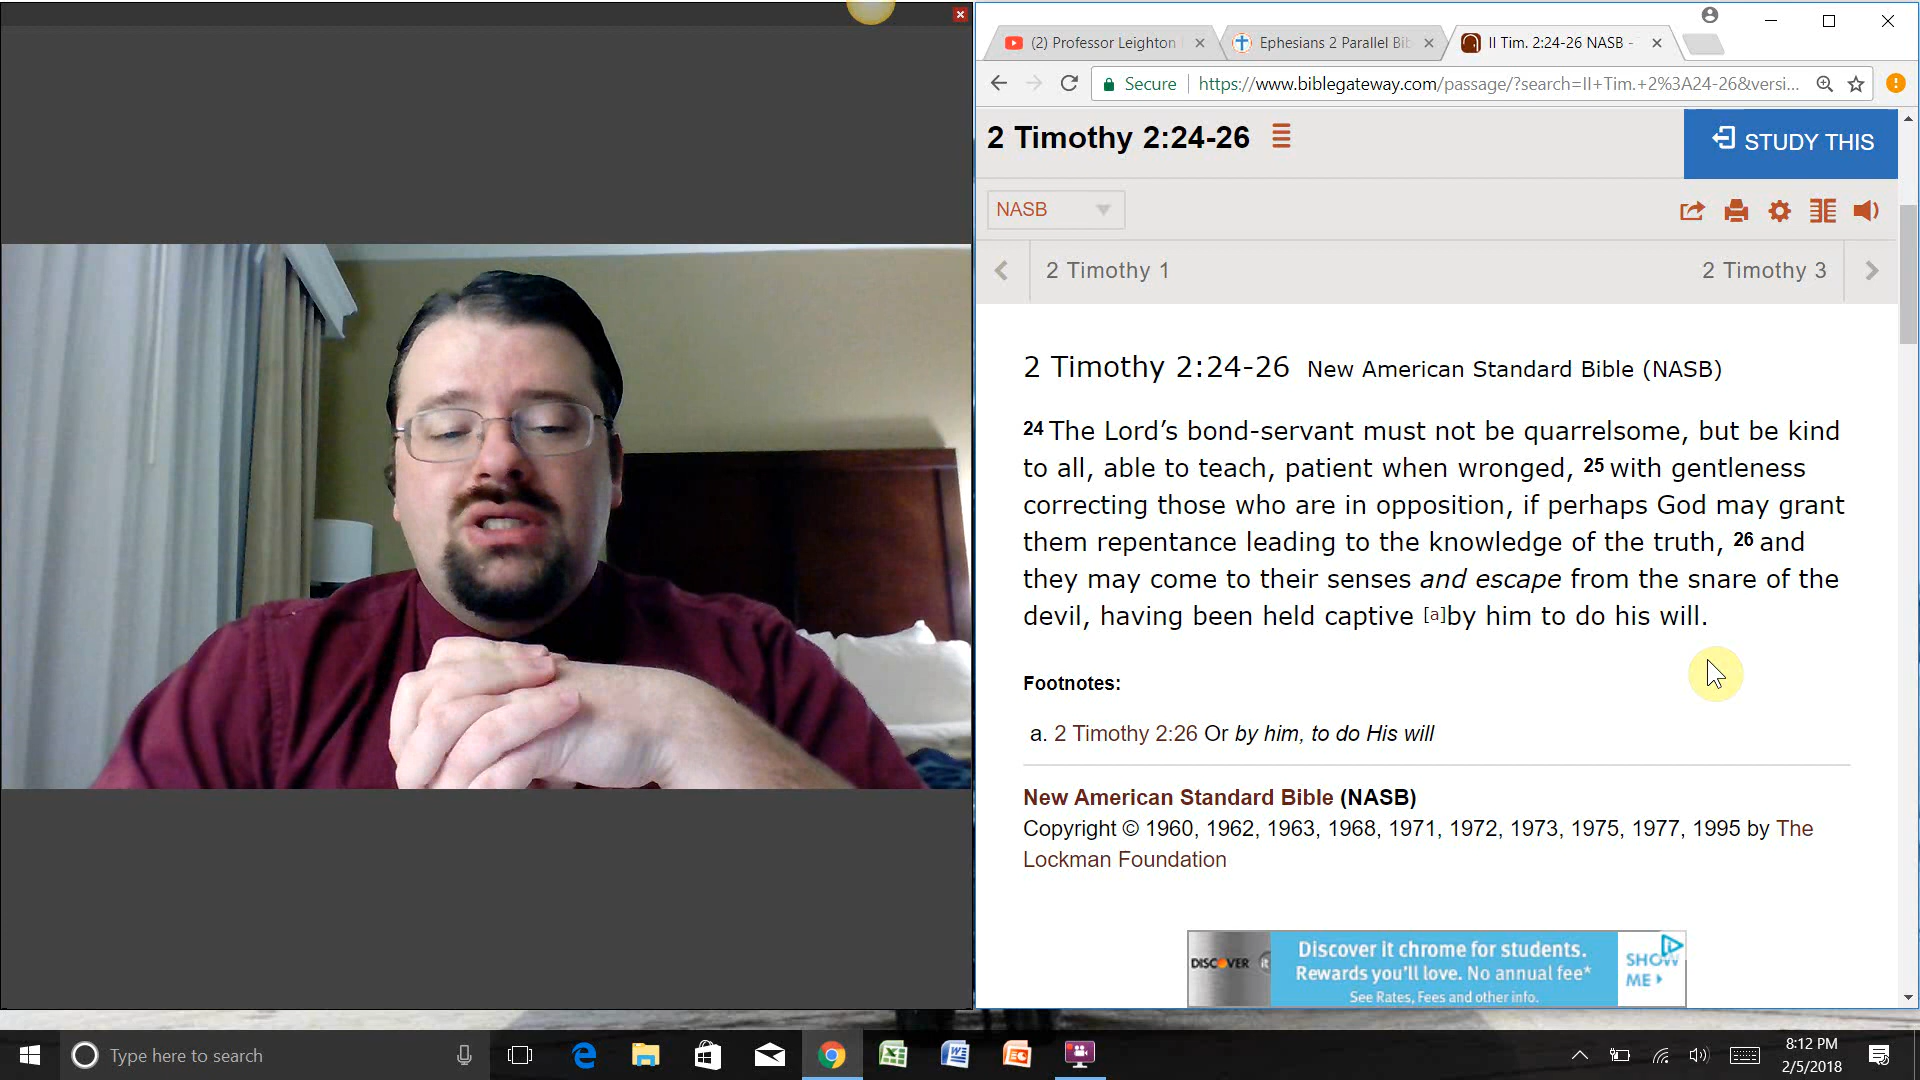 (2) Professor Leighton
Ephesians 2 Parallel Bib
II Tim. 2:24-26 NASB -
Secure
https://www.biblegateway.com/passage/?search=II+Tim.+2%3A24-26&versi...
2 Timothy 2:24-26
STUDY THIS
NASB
2 Timothy 1
2 Timothy 3
2 Timothy 2:24-26 New American Standard Bible (NASB)
24 The Lord’s bond-servant must not be quarrelsome, but be kind
to all, able to teach, patient when wronged, 25 with gentleness
correcting those who are in opposition, if perhaps God may grant
them repentance leading to the knowledge of the truth, 26 and
they may come to their senses and escape from the snare of the
devil, having been held captive [a]by him to do his will.
Footnotes:
a. 2 Timothy 2:26 Or by him, to do His will
New American Standard Bible (NASB)
Copyright © 1960, 1962, 1963, 1968, 1971, 1972, 1973, 1975, 1977, 1995 by The
Lockman Foundation
DISCOVER it
Discover it chrome for students.
Rewards you'll love. No annual fee*
See Rates, Fees and other info.
SHOW
ME
Type here to search
8:12 PM
2/5/2018